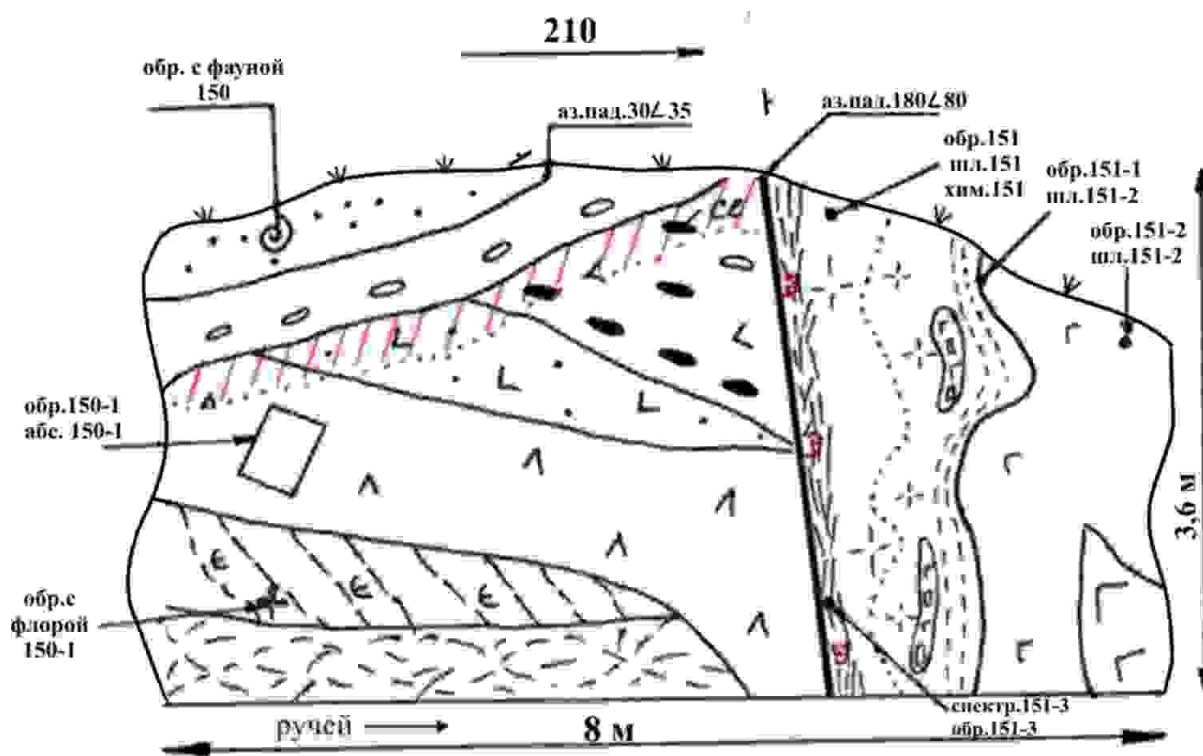 210
обр. с фауной
150
аз.пад.30∠35
аз.пад.180∠80
обр.151
шл.151
хим.151
обр.151-1
шл.151-2
обр.151-2
шл.151-2
обр.150-1
абс. 150-1
3,6 м
обр.с
флорой
150-1
спектр.151-3
обр.151-3
ручей
8 м